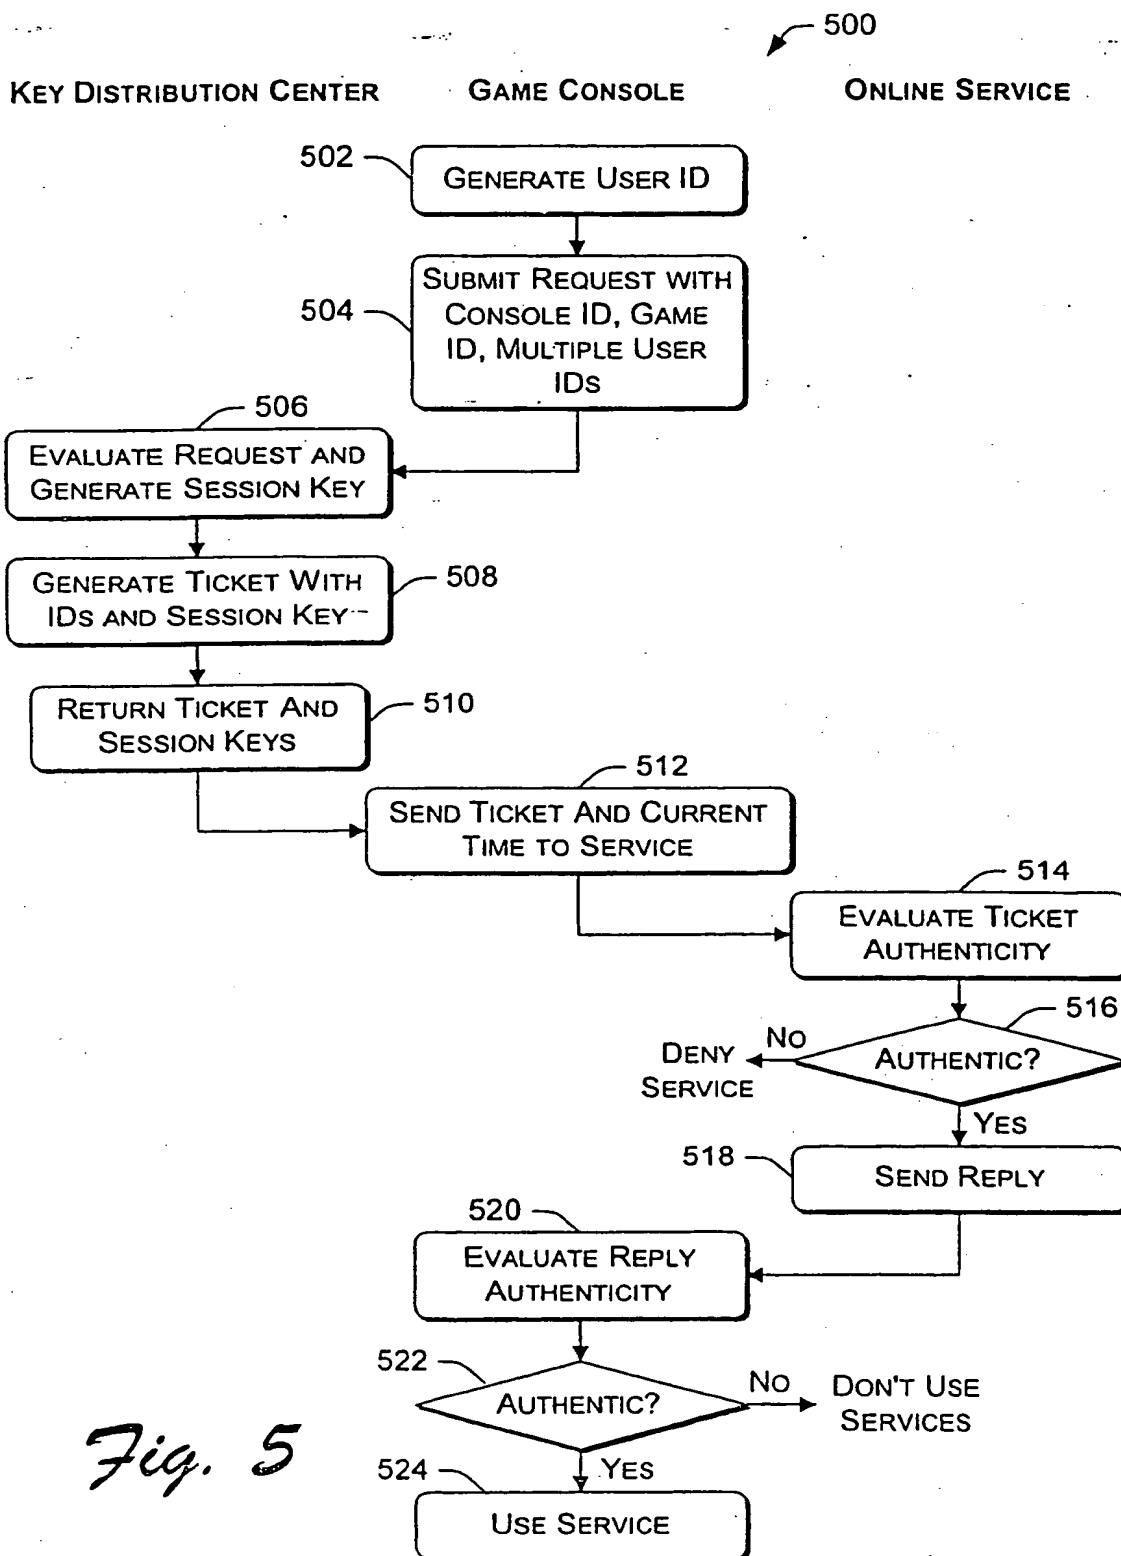 500
KEY DISTRIBUTION CENTER
GAME CONSOLE
ONLINE SERVICE
502
GENERATE USER ID
504
SUBMIT REQUEST WITH
CONSOLE ID, GAME
ID, MULTIPLE USER
IDS
506
EVALUATE REQUEST AND
GENERATE SESSION KEY
508
GENERATE TICKET WITH
IDS AND SESSION KEY
510
RETURN TICKET AND
SESSION KEYS
512
SEND TICKET AND CURRENT
TIME TO SERVICE
514
EVALUATE TICKET
AUTHENTICITY
516
AUTHENTIC?
NO
DENY
SERVICE
YES
518
SEND REPLY
520
EVALUATE REPLY
AUTHENTICITY
522
AUTHENTIC?
NO
DON'T USE
SERVICES
YES
524
USE SERVICE
Fig. 5